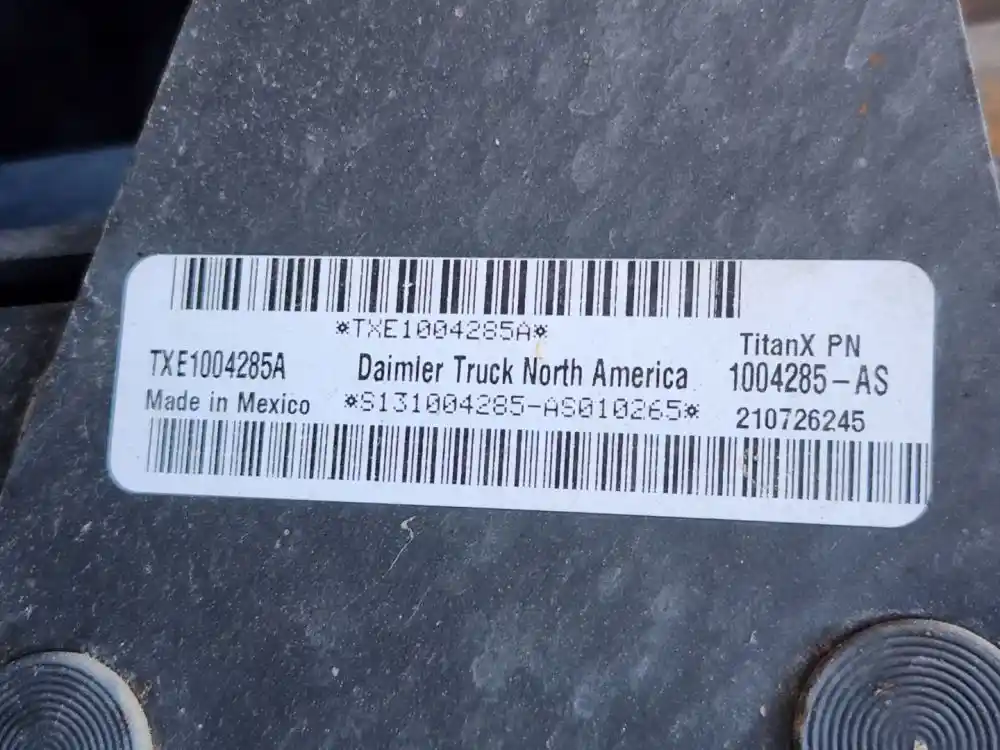 *TXE1004285A*
TXE1004285A
Daimler Truck North America
TitanX PN
1004285-AS
Made in Mexico
*S131004285-AS010265*
210726245